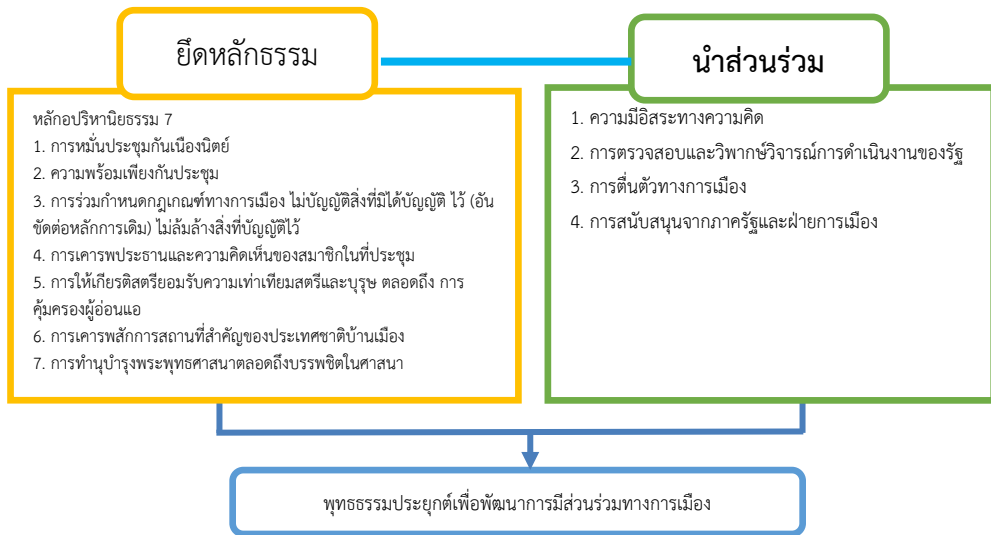 ยึดหลักธรรม
นำส่วนร่วม
หลักอปริหานิยธรรม 7
1. การหมั่นประชุมกันเนืองนิตย์
2. ความพร้อมเพียงกันประชุม
3. การร่วมกำหนดกฎเกณฑ์ทางการเมือง ไม่บัญญัติสิ่งที่มิได้บัญญัติ ไว้ (อัน
ขัดต่อหลักการเดิม) ไม่ล้มล้างสิ่งที่บัญญัติไว้
4. การเคารพประธานและความคิดเห็นของสมาชิกในที่ประชุม
5. การให้เกียรติสตรียอมรับความเท่าเทียมสตรีและบุรุษ ตลอดถึง การ
คุ้มครองผู้อ่อนแอ
6. การเคารพสักการสถานที่สำคัญของประเทศชาติบ้านเมือง
7. การทำนุบำรุงพระพุทธศาสนาตลอดถึงบรรพชิตในศาสนา
1. ความมีอิสระทางความคิด
2. การตรวจสอบและวิพากษ์วิจารณ์การดำเนินงานของรัฐ
3. การตื่นตัวทางการเมือง
4. การสนับสนุนจากภาครัฐและฝ่ายการเมือง
พุทธธรรมประยุกต์เพื่อพัฒนาการมีส่วนร่วมทางการเมือง